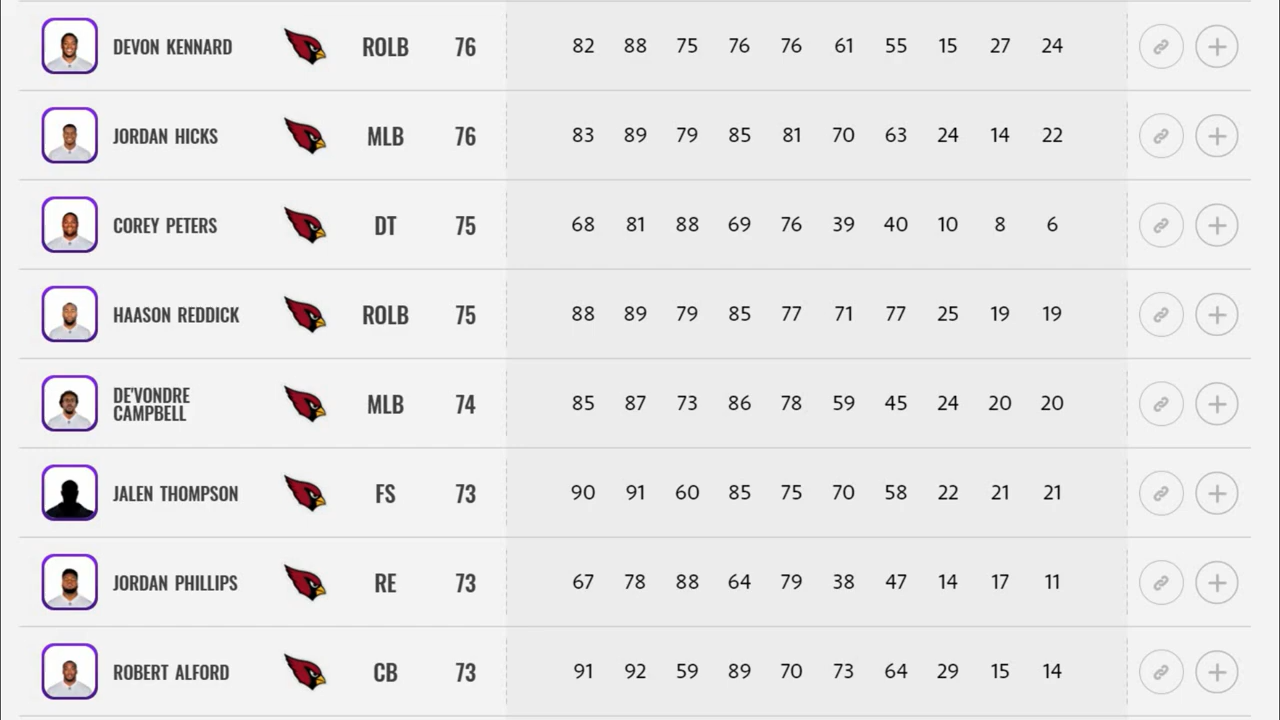 DEVON KENNARD ROLB 76 82 88 75 76 76 61 55 15 27 24
JORDAN HICKS MLB 76 83 89 79 85 81 70 63 24 14 22
COREY PETERS DT 75 68 81 88 69 76 39 40 10 8 6
HAASON REDDICK ROLB 75 88 89 79 85 77 71 77 25 19 19
DE'VONDRE
CAMPBELL MLB 74 85 87 73 86 78 59 45 24 20 20
JALEN THOMPSON FS 73 90 91 60 85 75 70 58 22 21 21
JORDAN PHILLIPS RE 73 67 78 88 64 79 38 47 14 17 11
ROBERT ALFORD CB 73 91 92 59 89 70 73 64 29 15 14